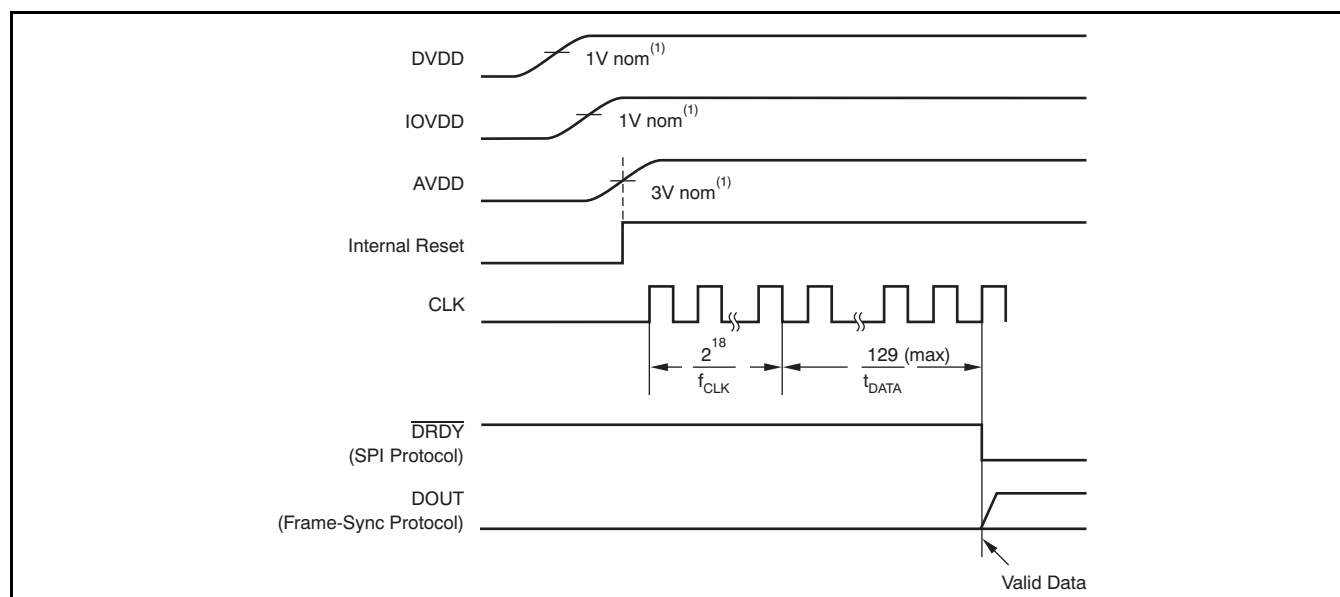 DVDD
1V nom(1)
IOVDD
1V nom(1)
AVDD
3V nom(1)
Internal Reset
CLK
2^18
f_CLK
129 (max)
t_DATA
DRDY
(SPI Protocol)
DOUT
(Frame-Sync Protocol)
Valid Data